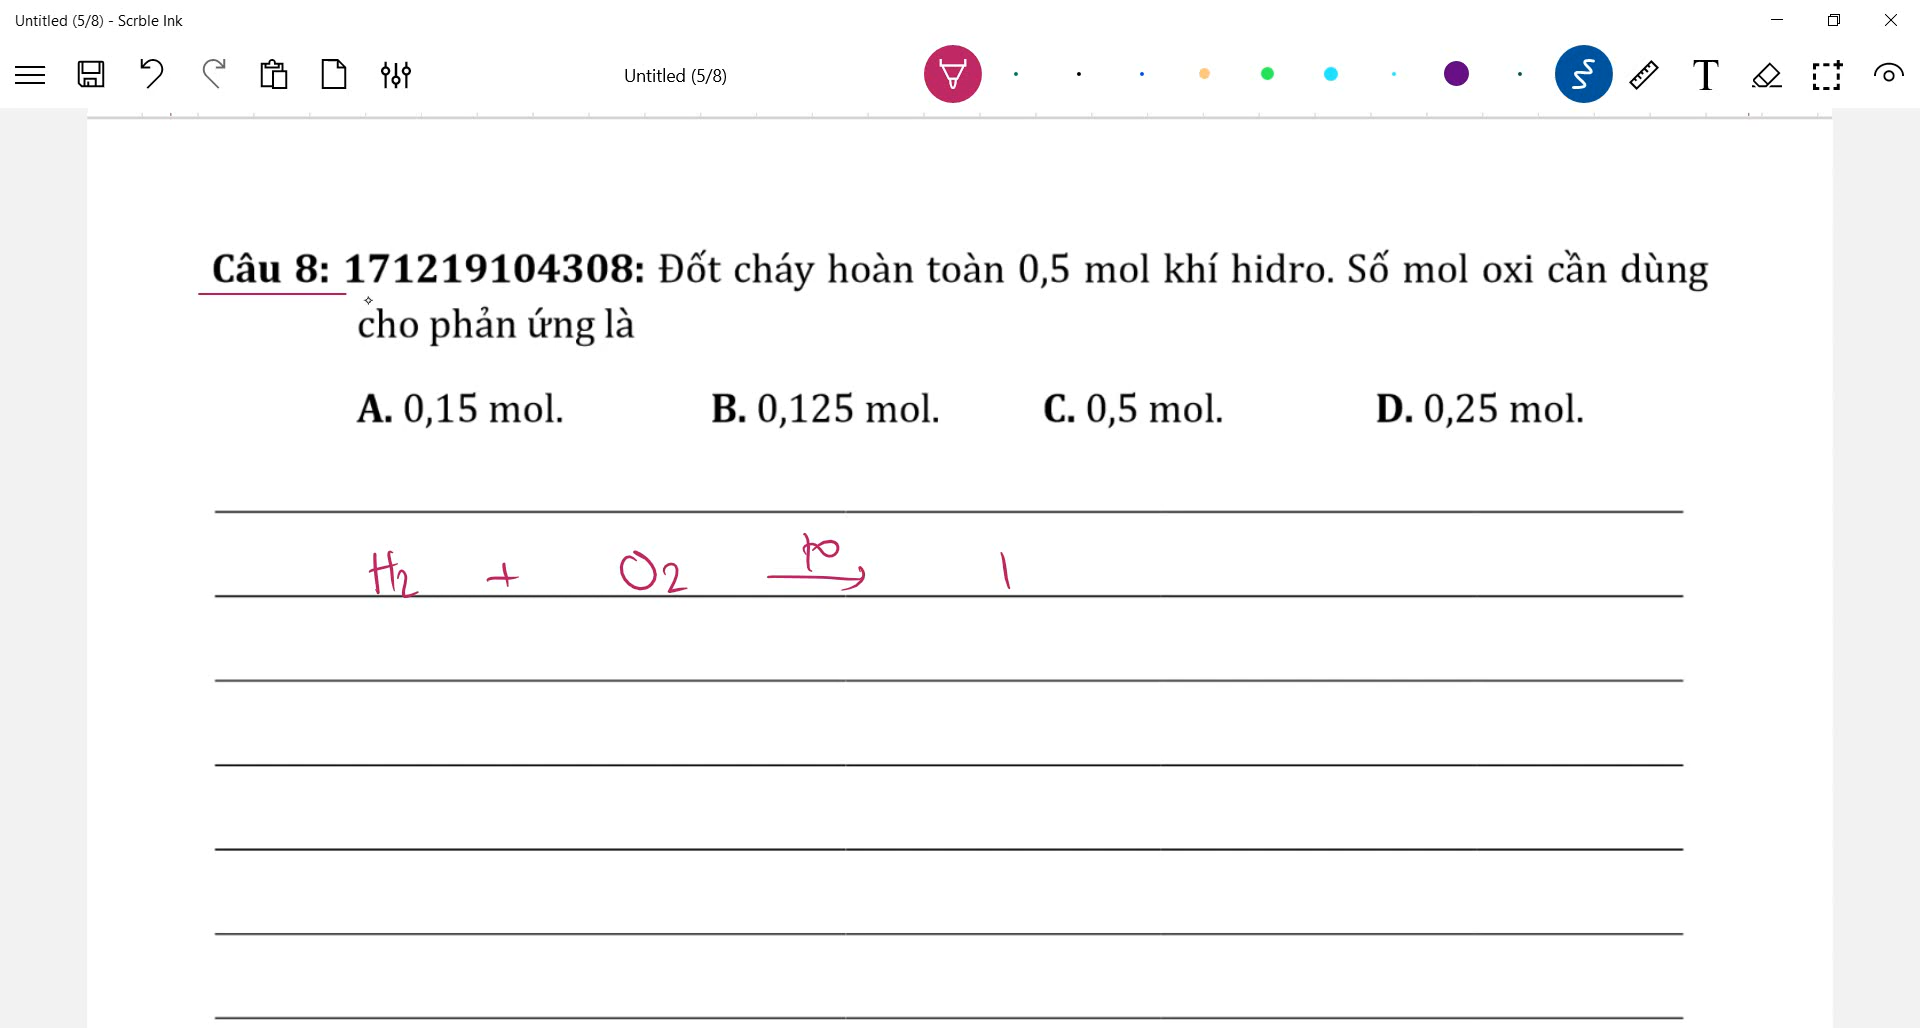 Untitled (5/8) - Scrble Ink
Untitled (5/8)
T
Câu 8: 171219104308: Đốt cháy hoàn toàn 0,5 mol khí hidro. Số mol oxi cần dùng
cho phản ứng là
A. 0,15 mol. B. 0,125 mol. C. 0,5 mol. D. 0,25 mol.
H₂ + O₂ t⁰→